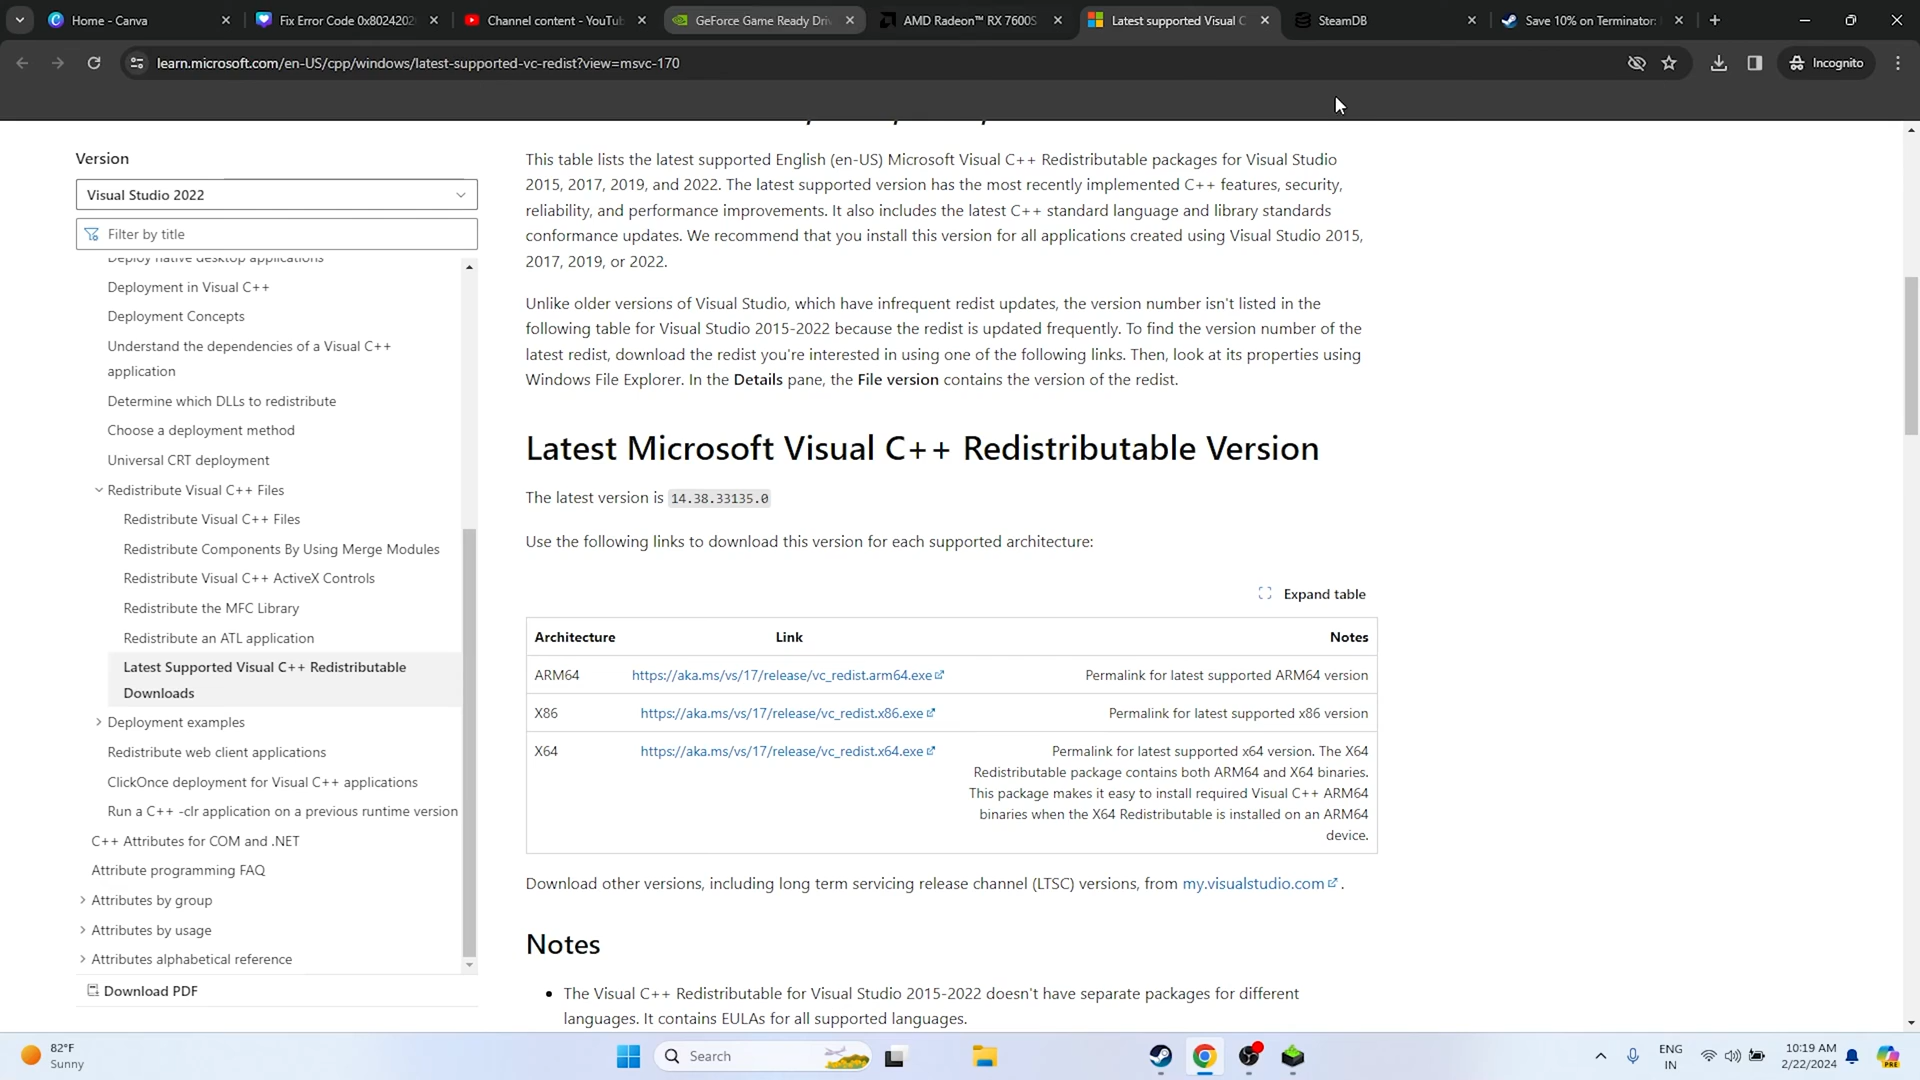 Home - Canva
Fix Error Code 0x8024202
Channel content - YouTu
GeForce Game Ready Dri
AMD Radeon™ RX 7600S
Latest supported Visual C
SteamDB
Save 10% on Terminator:
learn.microsoft.com/en-US/cpp/windows/latest-supported-vc-redist?view=msvc-170
Incognito
Version
Visual Studio 2022
Filter by title
Deploy native desktop applications
Deployment in Visual C++
Deployment Concepts
Understand the dependencies of a Visual C++
application
Determine which DLLs to redistribute
Choose a deployment method
Universal CRT deployment
Redistribute Visual C++ Files
Redistribute Visual C++ Files
Redistribute Components By Using Merge Modules
Redistribute Visual C++ ActiveX Controls
Redistribute the MFC Library
Redistribute an ATL application
Latest Supported Visual C++ Redistributable
Downloads
Deployment examples
Redistribute web client applications
ClickOnce deployment for Visual C++ applications
Run a C++ -clr application on a previous runtime version
C++ Attributes for COM and .NET
Attribute programming FAQ
Attributes by group
Attributes by usage
Attributes alphabetical reference
Download PDF
This table lists the latest supported English (en-US) Microsoft Visual C++ Redistributable packages for Visual Studio
2015, 2017, 2019, and 2022. The latest supported version has the most recently implemented C++ features, security,
reliability, and performance improvements. It also includes the latest C++ standard language and library standards
conformance updates. We recommend that you install this version for all applications created using Visual Studio 2015,
2017, 2019, or 2022.
Unlike older versions of Visual Studio, which have infrequent redist updates, the version number isn't listed in the
following table for Visual Studio 2015-2022 because the redist is updated frequently. To find the version number of the
latest redist, download the redist you're interested in using one of the following links. Then, look at its properties using
Windows File Explorer. In the Details pane, the File version contains the version of the redist.
Latest Microsoft Visual C++ Redistributable Version
The latest version is 14.38.33135.0
Use the following links to download this version for each supported architecture:
Expand table
Architecture Link Notes
ARM64 https://aka.ms/vs/17/release/vc_redist.arm64.exe Permalink for latest supported ARM64 version
X86 https://aka.ms/vs/17/release/vc_redist.x86.exe Permalink for latest supported x86 version
X64 https://aka.ms/vs/17/release/vc_redist.x64.exe Permalink for latest supported x64 version. The X64
Redistributable package contains both ARM64 and X64 binaries.
This package makes it easy to install required Visual C++ ARM64
binaries when the X64 Redistributable is installed on an ARM64
device.
Download other versions, including long term servicing release channel (LTSC) versions, from my.visualstudio.com .
Notes
• The Visual C++ Redistributable for Visual Studio 2015-2022 doesn't have separate packages for different
languages. It contains EULAs for all supported languages.
82°F
Sunny
Search
ENG
IN
10:19 AM
2/22/2024
PRE